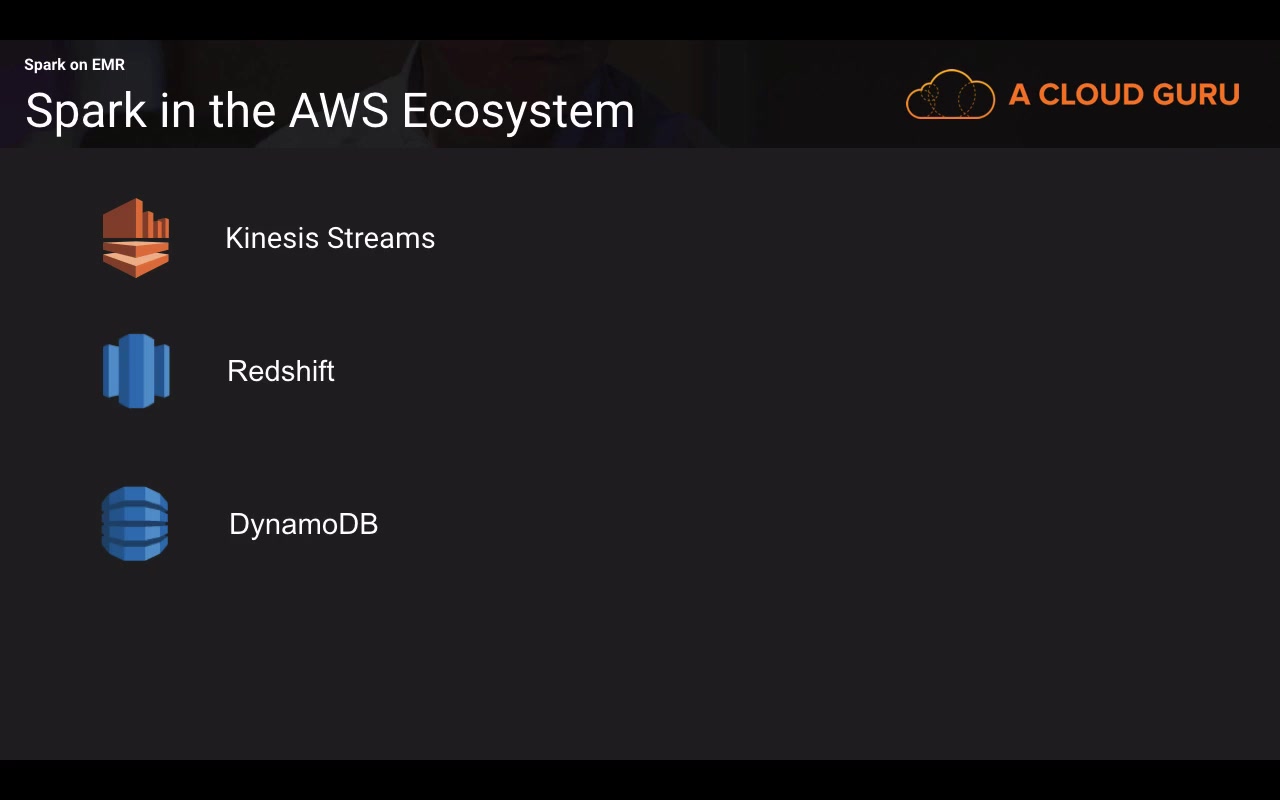 Spark on EMR
Spark in the AWS Ecosystem
A CLOUD GURU
Kinesis Streams
Redshift
DynamoDB